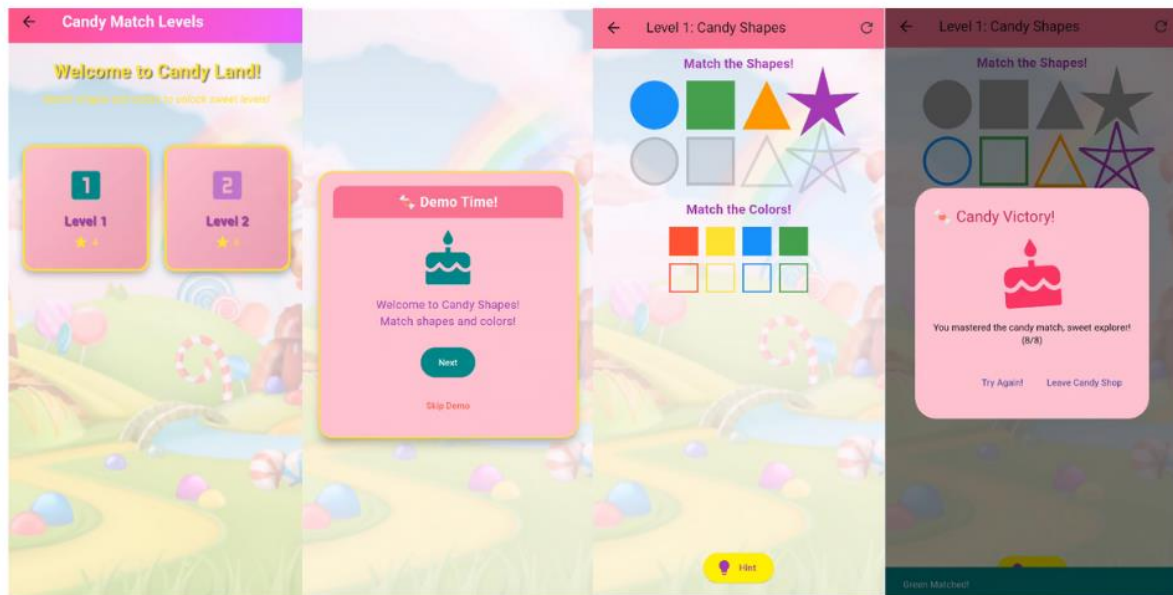 Candy Match Levels
Welcome to Candy Land!
1
Level 1
2
Level 2
Demo Time!
Welcome to Candy Shapes!
Match shapes and colors!
Next
Skip Demo
Level 1: Candy Shapes
Match the Shapes!
Match the Colors!
Hint
Level 1: Candy Shapes
Match the Shapes!
Candy Victory!
You mastered the candy match, sweet explorer!
(8/8)
Try Again!
Leave Candy Shop
Green Matched!